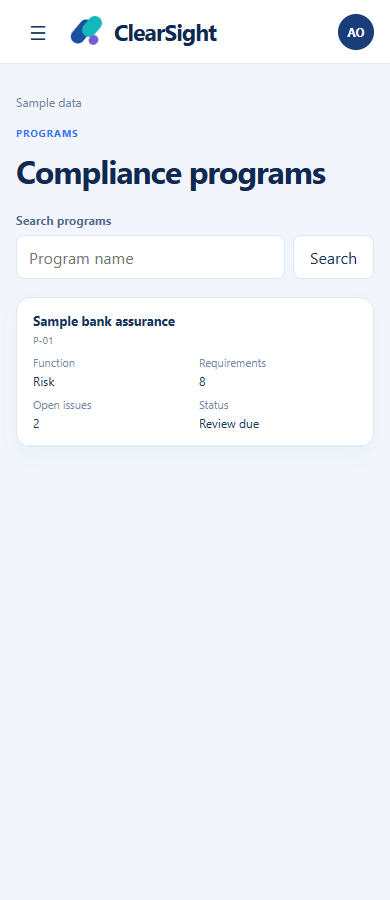 ClearSight
AO
Sample data
PROGRAMS
Compliance programs
Search programs
Program name
Search
Sample bank assurance
P-01
Function
Requirements
Risk
8
Open issues
Status
2
Review due